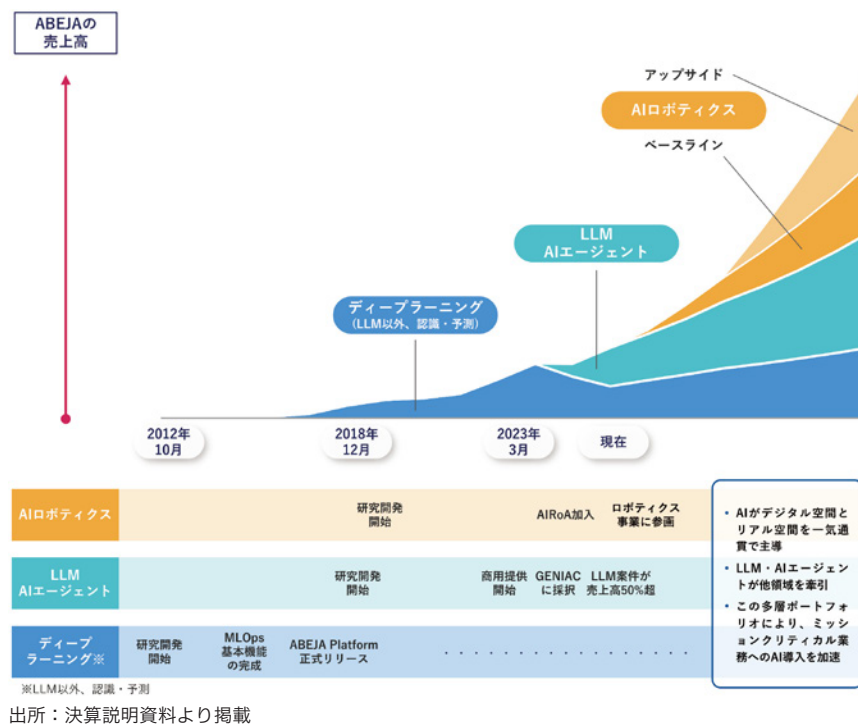 ABEJAの
売上高
アップサイド
AIロボティクス
ベースライン
LLM
AIエージェント
ディープラーニング
(LLM以外、認識・予測)
2012年
10月
2018年
12月
2023年
3月
現在
AIロボティクス
研究開発
開始
AIRoA加入
ロボティクス
事業に参画
LLM
AIエージェント
研究開発
開始
商用提供
開始
GENIAC
に採択
LLM案件が
売上高50%超
ディープ
ラーニング※
研究開発
開始
MLOps
基本機能
の完成
ABEJA Platform
正式リリース
・・・・・・・・・・・・・・・・・
• AIがデジタル空間と
リアル空間を一気通
貫で主導
• LLM・AIエージェン
トが他領域を牽引
• この多層ポートフォ
リオにより、ミッシ
ョンクリティカル業
務へのAI導入を加速
※LLM以外、認識・予測
出所：決算説明資料より掲載